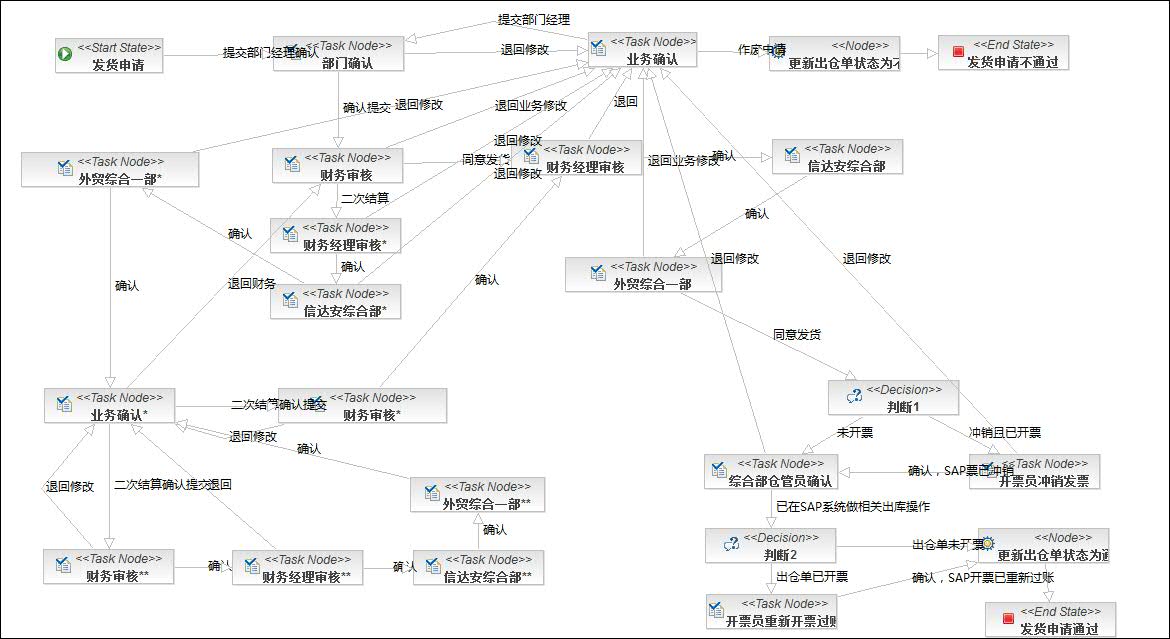 提交部门经理
<<Start State>>
发货申请
提交部门经理确认
<<Task Node>>
部门确认
退回修改
<<Task Node>>
业务确认
作废申请
<<Node>>
更新出仓单状态为不
<<End State>>
发货申请不通过
确认提交
退回修改
退回业务修改
退回
退回修改
<<Task Node>>
外贸综合一部*
<<Task Node>>
财务审核
同意发货
<<Task Node>>
财务经理审核
退回业务修改
确认
<<Task Node>>
信达安综合部
退回修改
二次结算
<<Task Node>>
财务经理审核*
确认
确认
确认
<<Task Node>>
外贸综合一部
退回修改
退回修改
确认
退回财务
<<Task Node>>
信达安综合部*
确认
同意发货
<<Task Node>>
业务确认*
二次结算确认提交
<<Task Node>>
财务审核*
<<Decision>>
判断1
退回修改
确认
未开票
冲销且已开票
<<Task Node>>
综合部仓管员确认
确认，SAP票已冲销
<<Task Node>>
开票员冲销发票
退回修改
二次结算确认提交
退回
<<Task Node>>
外贸综合一部**
已在SAP系统做相关出库操作
确认
<<Decision>>
判断2
出仓单未开票
<<Node>>
更新出仓单状态为通
<<Task Node>>
财务审核**
确认
<<Task Node>>
财务经理审核**
确认
<<Task Node>>
信达安综合部**
出仓单已开票
确认，SAP开票已重新过账
<<Task Node>>
开票员重新开票过账
<<End State>>
发货申请通过